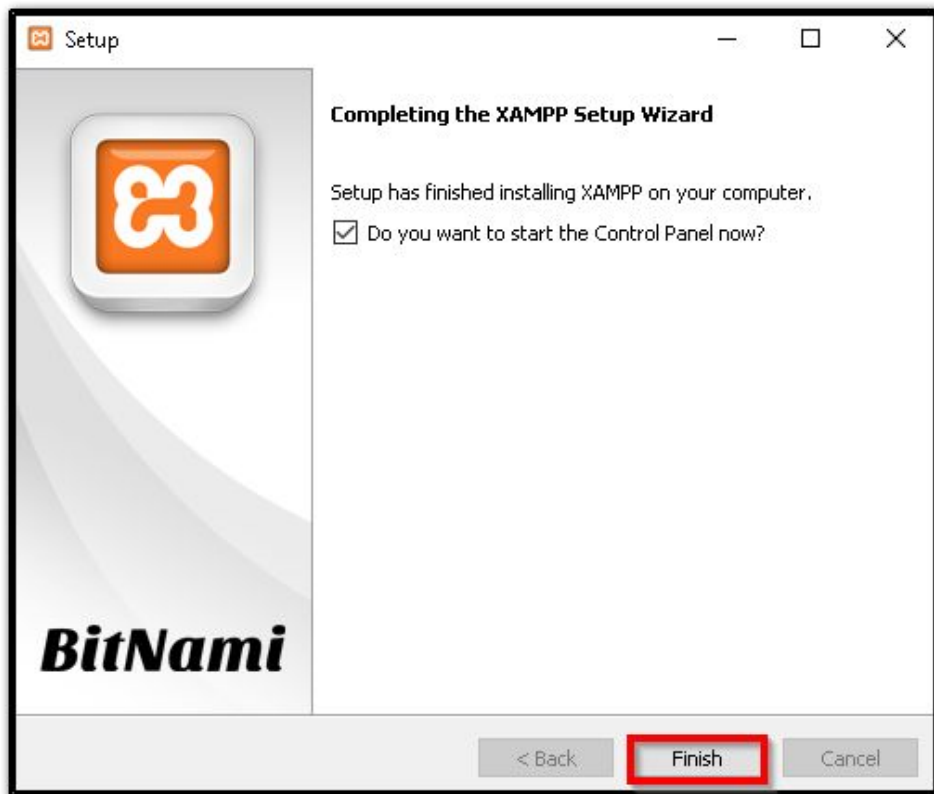 Setup
Completing the XAMPP Setup Wizard
Setup has finished installing XAMPP on your computer.
Do you want to start the Control Panel now?
BitNami
< Back
Finish
Cancel